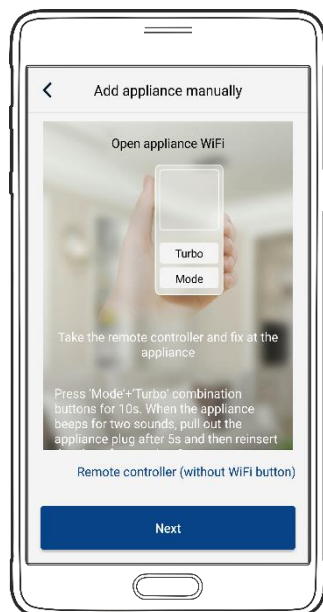 Add appliance manually
Open appliance WiFi
Turbo
Mode
Take the remote controller and fix at the
appliance
Press 'Mode'+'Turbo' combination
buttons for 10s. When the appliance
beeps for two sounds, pull out the
appliance plug after 5s and then reinsert
Remote controller (without WiFi button)
Next